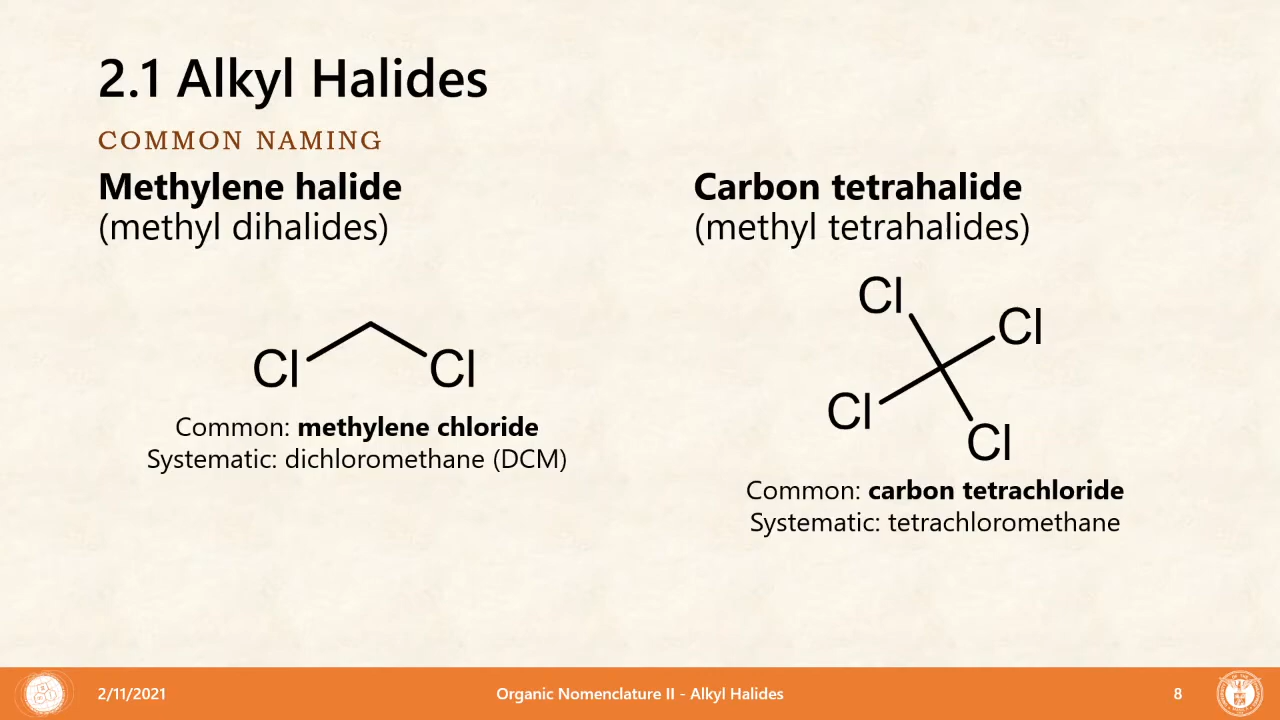 2.1 Alkyl Halides
COMMON NAMING
Methylene halide
(methyl dihalides)
Cl
Cl
Common: methylene chloride
Systematic: dichloromethane (DCM)
Carbon tetrahalide
(methyl tetrahalides)
Cl
Cl
Cl
Cl
Common: carbon tetrachloride
Systematic: tetrachloromethane
2/11/2021
Organic Nomenclature II - Alkyl Halides
8